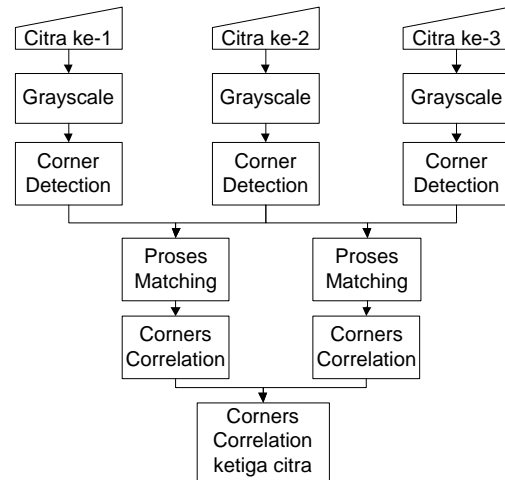 Citra ke-1
Citra ke-2
Citra ke-3
Grayscale
Grayscale
Grayscale
Corner
Detection
Corner
Detection
Corner
Detection
Proses
Matching
Proses
Matching
Corners
Correlation
Corners
Correlation
Corners
Correlation
ketiga citra